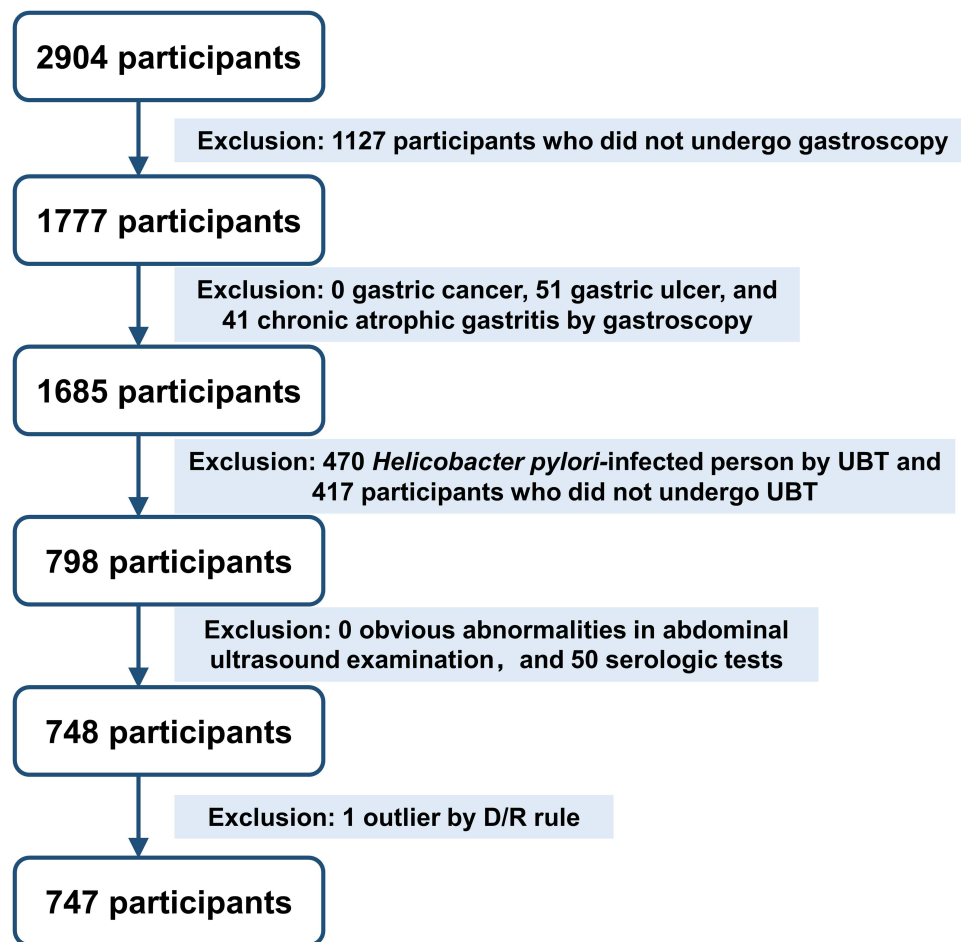 2904 participants
Exclusion: 1127 participants who did not undergo gastroscopy
1777 participants
Exclusion: 0 gastric cancer, 51 gastric ulcer, and
41 chronic atrophic gastritis by gastroscopy
1685 participants
Exclusion: 470 Helicobacter pylori-infected person by UBT and
417 participants who did not undergo UBT
798 participants
Exclusion: 0 obvious abnormalities in abdominal
ultrasound examination，and 50 serologic tests
748 participants
Exclusion: 1 outlier by D/R rule
747 participants